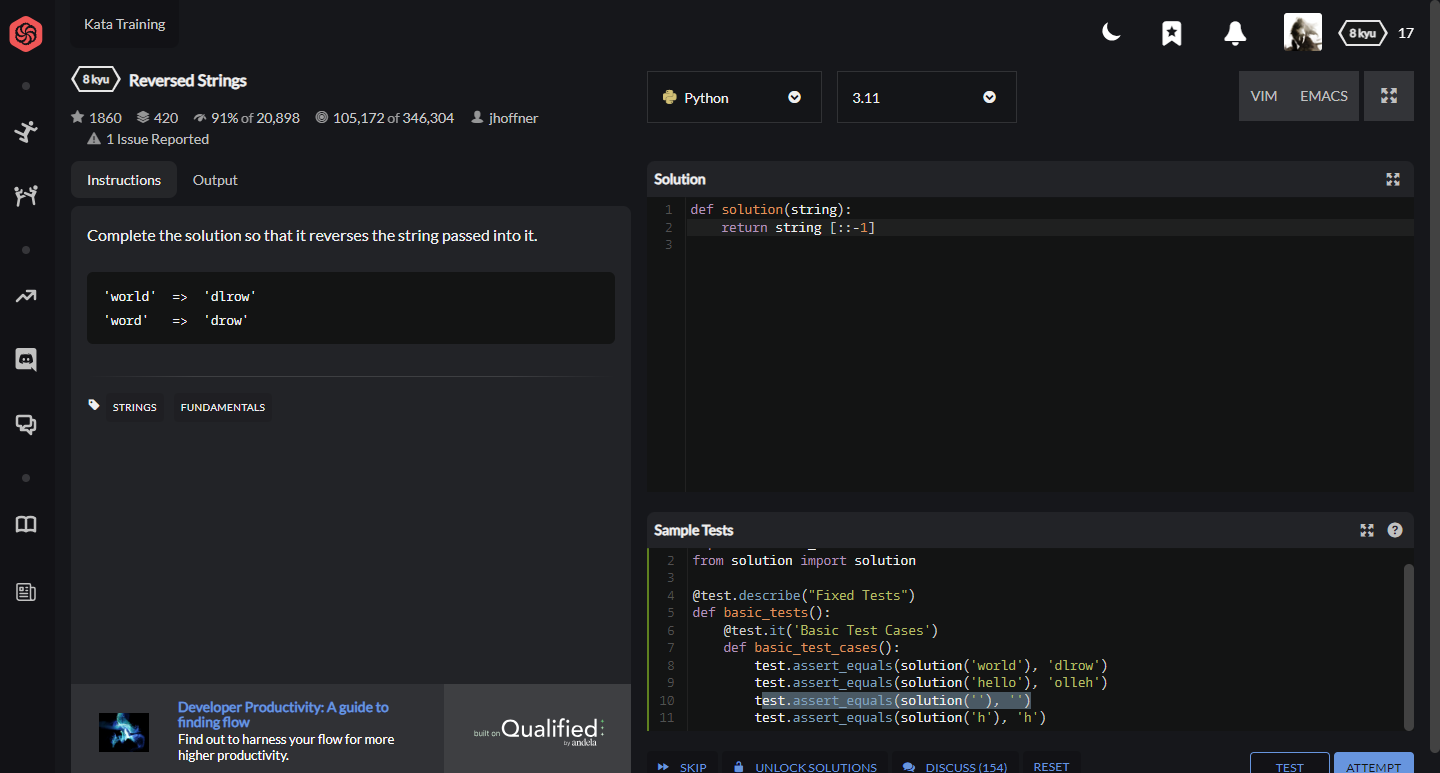 Kata Training
8 kyu 17
8 kyu Reversed Strings
1860 420 91% of 20,898 105,172 of 346,304 jhoffner
1 Issue Reported
Instructions Output
Complete the solution so that it reverses the string passed into it.
'world'  =>  'dlrow'
'word'   =>  'drow'
STRINGS FUNDAMENTALS
Developer Productivity: A guide to
finding flow
Find out to harness your flow for more
higher productivity.
built on Qualified
by andela
Python 3.11 VIM EMACS
Solution
1 def solution(string):
2     return string [::-1]
3
Sample Tests
2 from solution import solution
3
4 @test.describe("Fixed Tests")
5 def basic_tests():
6     @test.it('Basic Test Cases')
7     def basic_test_cases():
8         test.assert_equals(solution('world'), 'dlrow')
9         test.assert_equals(solution('hello'), 'olleh')
10         test.assert_equals(solution(''), '')
11         test.assert_equals(solution('h'), 'h')
SKIP UNLOCK SOLUTIONS DISCUSS (154) RESET TEST ATTEMPT